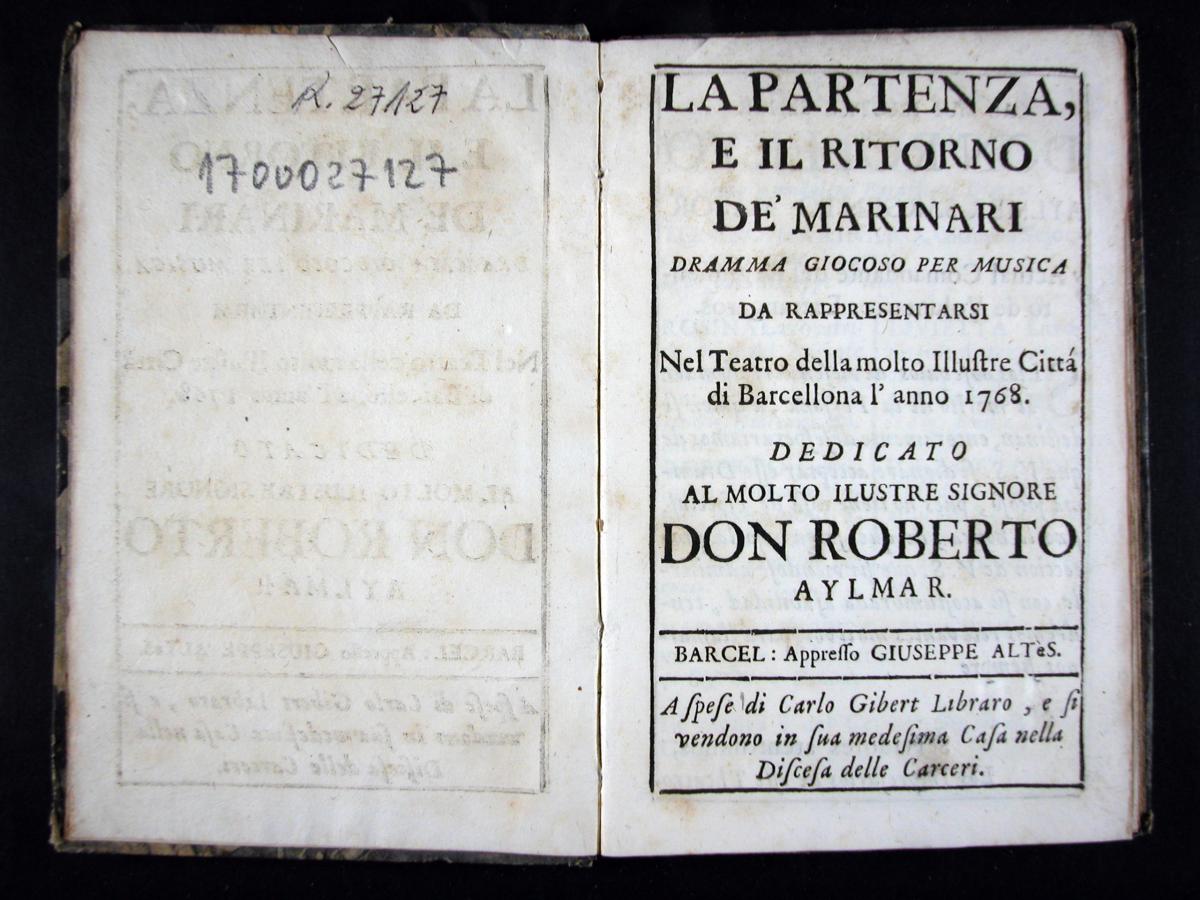 R. 27127
1700027127
LA PARTENZA,
E IL RITORNO
DE' MARINARI
DRAMMA GIOCOSO PER MUSICA
DA RAPPRESENTARSI
Nel Teatro della molto Illuſtre Cittá
di Barcellona l' anno 1768.
DEDICATO
AL MOLTO ILUSTRE SIGNORE
DON ROBERTO
AYLMAR.
BARCEL: Appreſſo GIUSEPPE ALTeS.
A ſpeſe di Carlo Gibert Libraro, e ſi
vendono in ſua medeſima Caſa nella
Diſceſa delle Carceri.